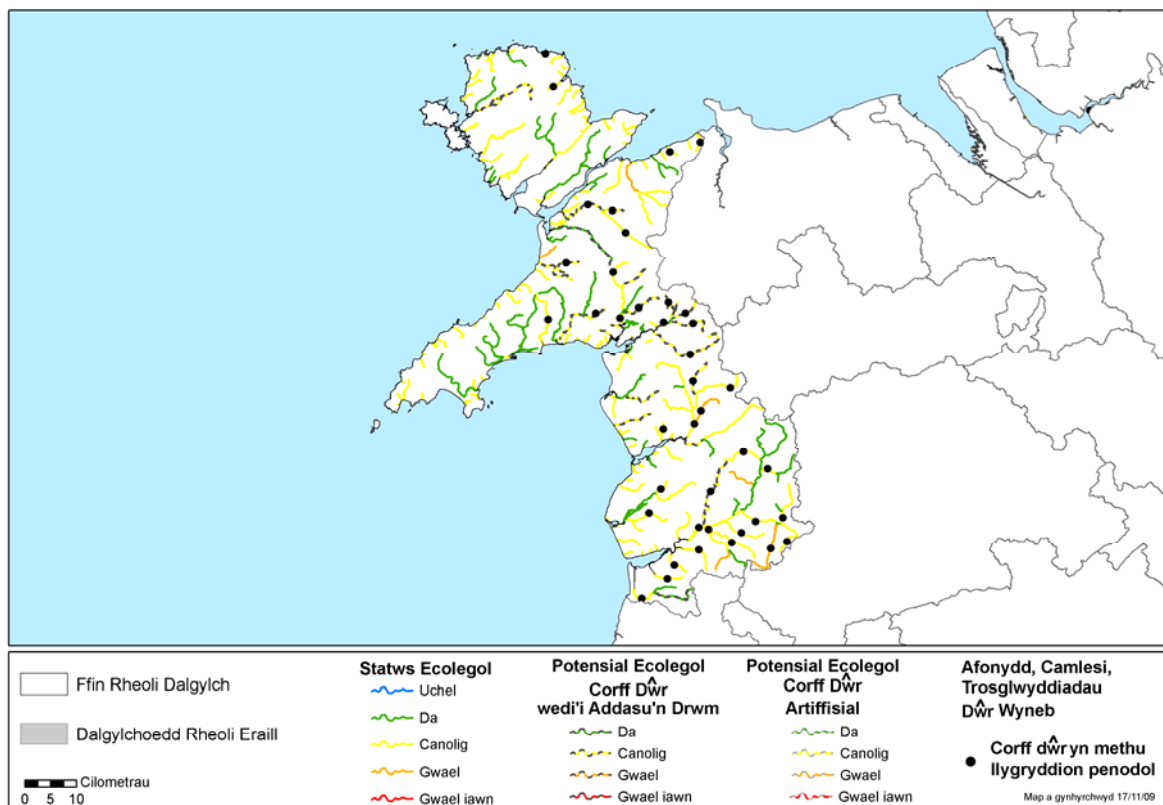 Ffin Rheoli Dalgylch
Dalgylchoedd Rheoli Eraill
Cilometrau
0 5 10
Statws Ecolegol
Uchel
Da
Canolig
Gwael
Gwael iawn
Potensial Ecolegol
Corff Dŵr
wedi'i Addasu'n Drwm
Da
Canolig
Gwael
Gwael iawn
Potensial Ecolegol
Corff Dŵr
Artiffisial
Da
Canolig
Gwael
Gwael iawn
Afonydd, Camlesi,
Trosglwyddiadau
Dŵr Wyneb
Corff dŵr yn methu
llygryddion penodol
Map a gynhyrchwyd 17/11/09